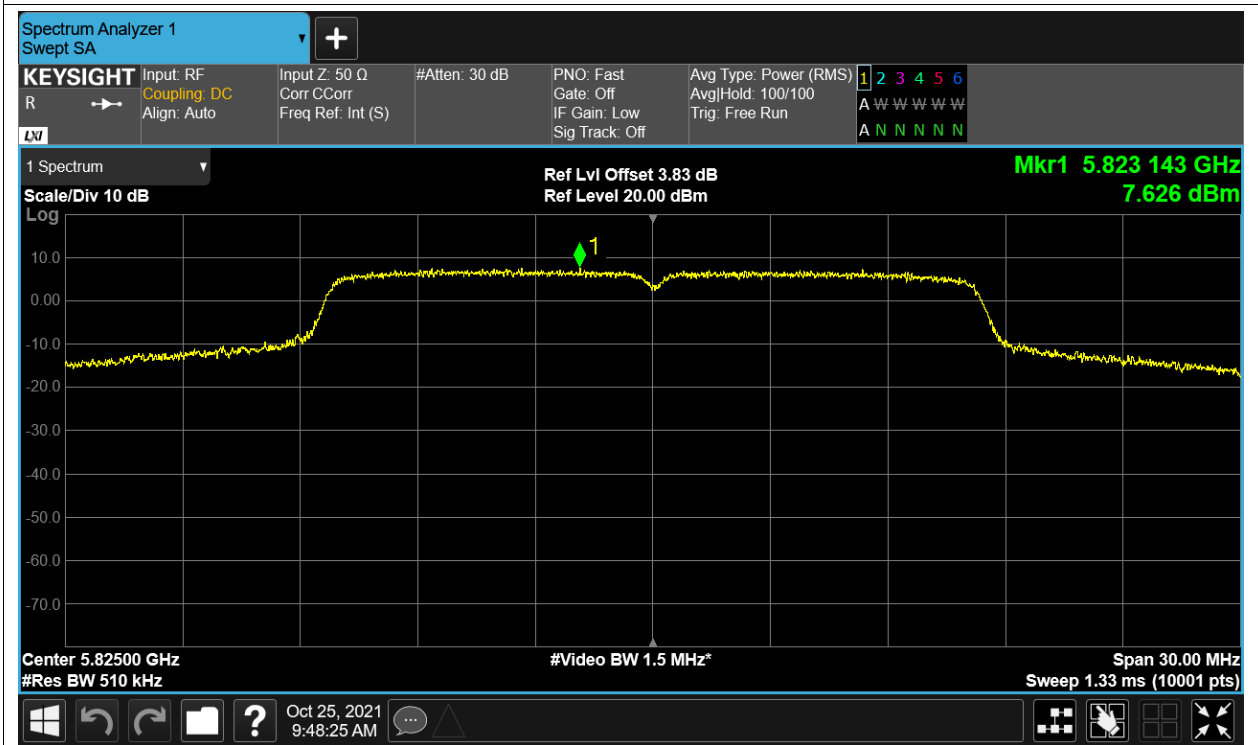 Spectrum Analyzer 1
Swept SA
+
KEYSIGHT
R
LXI
Input: RF
Coupling: DC
Align: Auto
Input Z: 50 Ω
Corr CCorr
Freq Ref: Int (S)
#Atten: 30 dB
PNO: Fast
Gate: Off
IF Gain: Low
Sig Track: Off
Avg Type: Power (RMS)
Avg|Hold: 100/100
Trig: Free Run
1 2 3 4 5 6
A W W W W W
A N N N N N
1 Spectrum
Scale/Div 10 dB
Log
Ref Lvl Offset 3.83 dB
Ref Level 20.00 dBm
Mkr1 5.823 143 GHz
7.626 dBm
1
10.0
0.00
-10.0
-20.0
-30.0
-40.0
-50.0
-60.0
-70.0
Center 5.82500 GHz
#Res BW 510 kHz
#Video BW 1.5 MHz*
Span 30.00 MHz
Sweep 1.33 ms (10001 pts)
?
Oct 25, 2021
9:48:25 AM